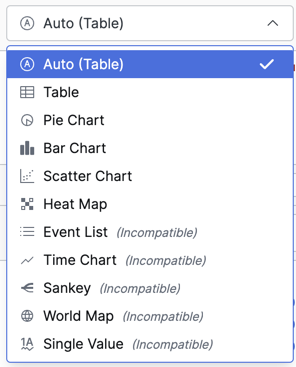 Auto (Table)
Auto (Table)
Table
Pie Chart
Bar Chart
Scatter Chart
Heat Map
Event List (Incompatible)
Time Chart (Incompatible)
Sankey (Incompatible)
World Map (Incompatible)
Single Value (Incompatible)